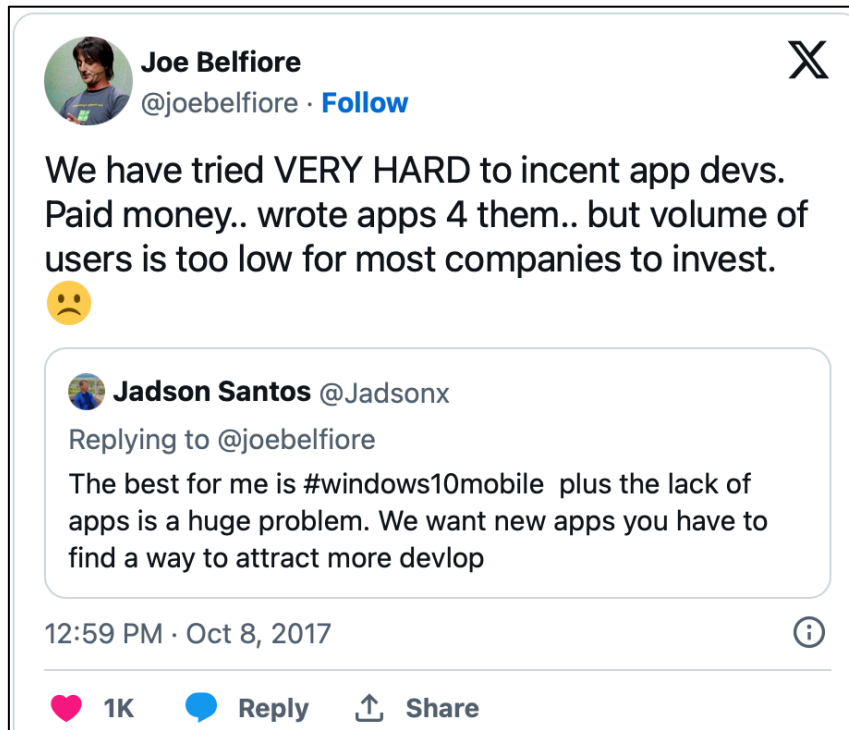 Joe Belfiore
@joebelfiore · Follow
We have tried VERY HARD to incent app devs.
Paid money.. wrote apps 4 them.. but volume of
users is too low for most companies to invest.
🙁
Jadson Santos @Jadsonx
Replying to @joebelfiore
The best for me is #windows10mobile  plus the lack of
apps is a huge problem. We want new apps you have to
find a way to attract more devlop
12:59 PM · Oct 8, 2017
1K Reply Share